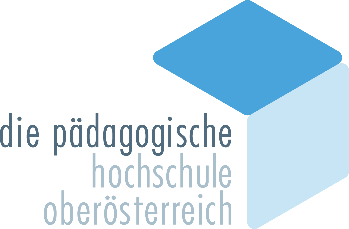 die pädagogische
hochschule
oberösterreich